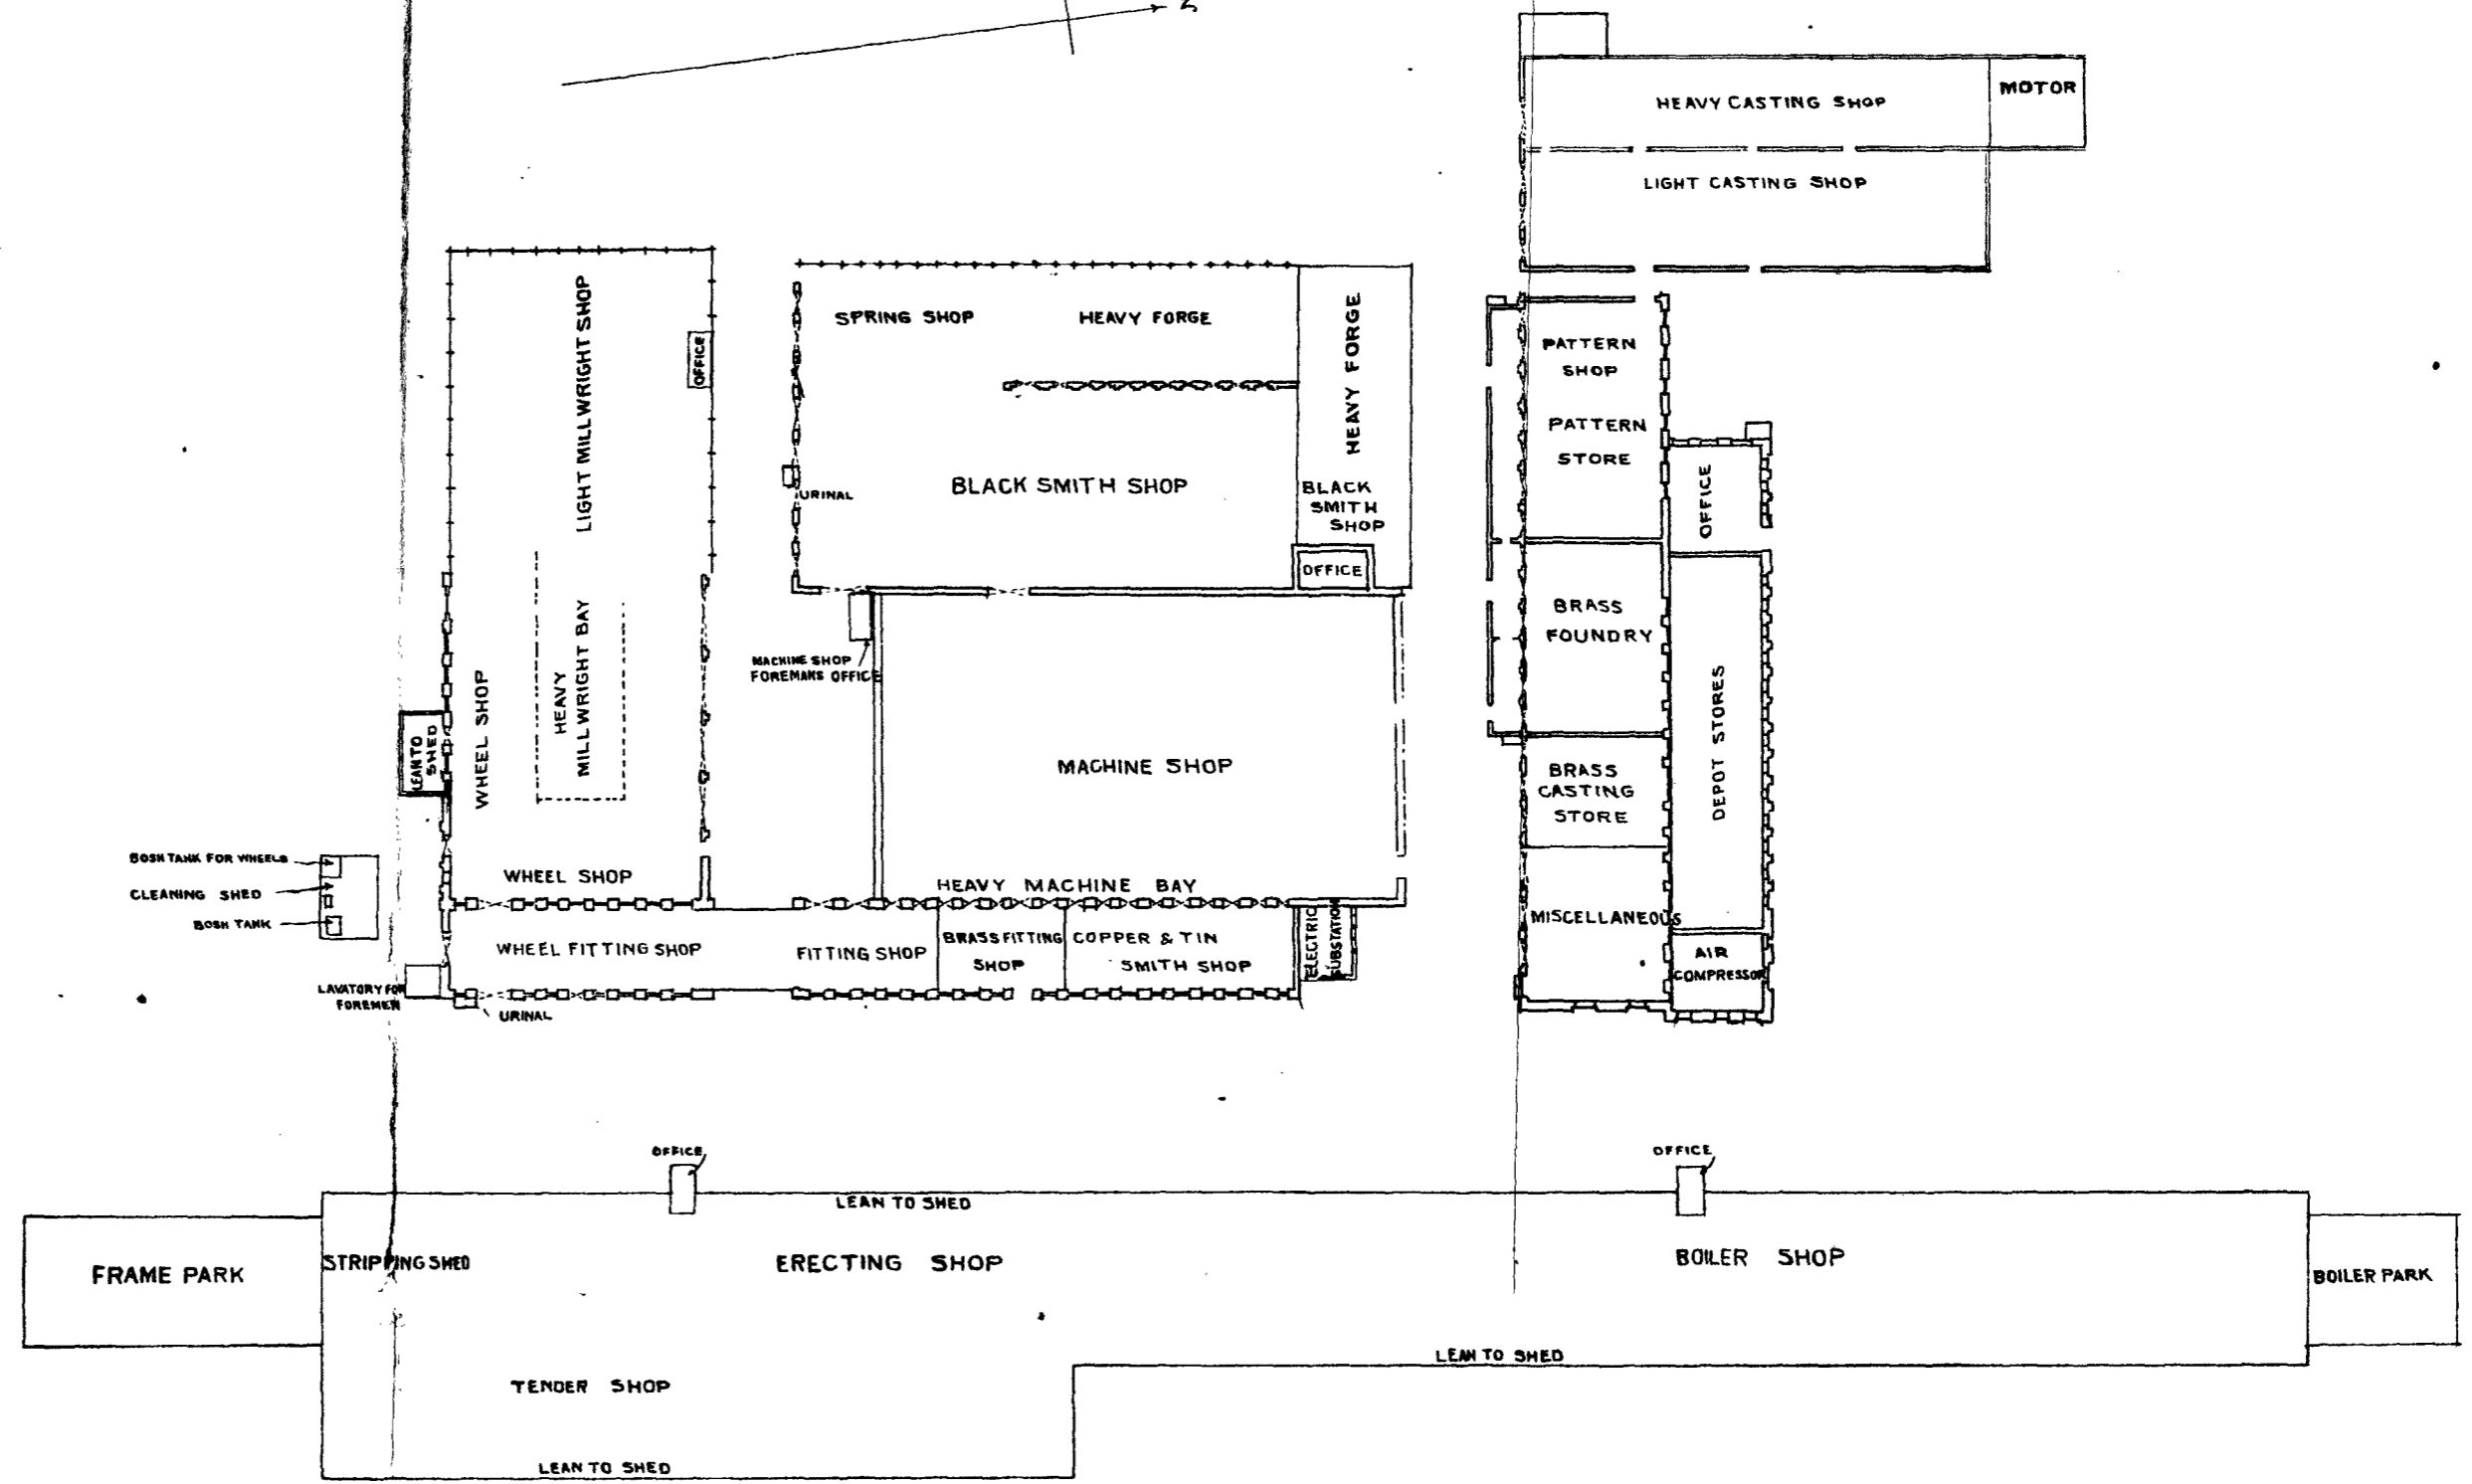 HEAVY CASTING SHOP
MOTOR
LIGHT CASTING SHOP
LIGHT MILLWRIGHT SHOP
OFFICE
SPRING SHOP
HEAVY FORGE
HEAVY FORGE
BLACK SMITH SHOP
URINAL
BLACK
SMITH
SHOP
OFFICE
PATTERN
SHOP
PATTERN
STORE
OFFICE
BRASS
FOUNDRY
DEPOT STORES
BRASS
CASTING
STORE
MISCELLANEOUS
AIR
COMPRESSOR
MACHINE SHOP
FOREMANS OFFICE
MACHINE SHOP
HEAVY MACHINE BAY
WHEEL SHOP
HEAVY
MILLWRIGHT BAY
LEAN TO
SHED
WHEEL SHOP
BOSH TANK FOR WHEELS
CLEANING SHED
BOSH TANK
LAVATORY FOR
FOREMEN
URINAL
WHEEL FITTING SHOP
FITTING SHOP
BRASS FITTING
SHOP
COPPER & TIN
SMITH SHOP
ELECTRIC
SUBSTATION
OFFICE
OFFICE
LEAN TO SHED
FRAME PARK
STRIPPING SHED
ERECTING SHOP
BOILER SHOP
BOILER PARK
LEAN TO SHED
TENDER SHOP
LEAN TO SHED